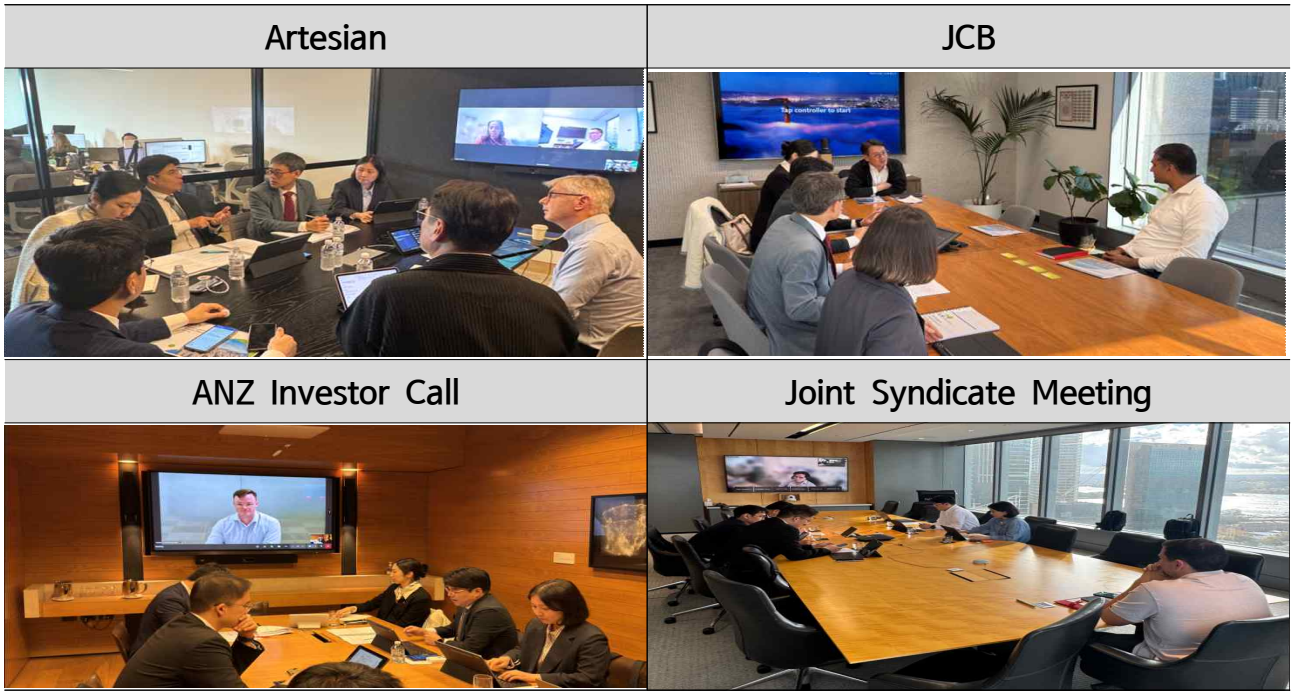 Artesian
JCB
Tap controller to start
ANZ Investor Call
Joint Syndicate Meeting